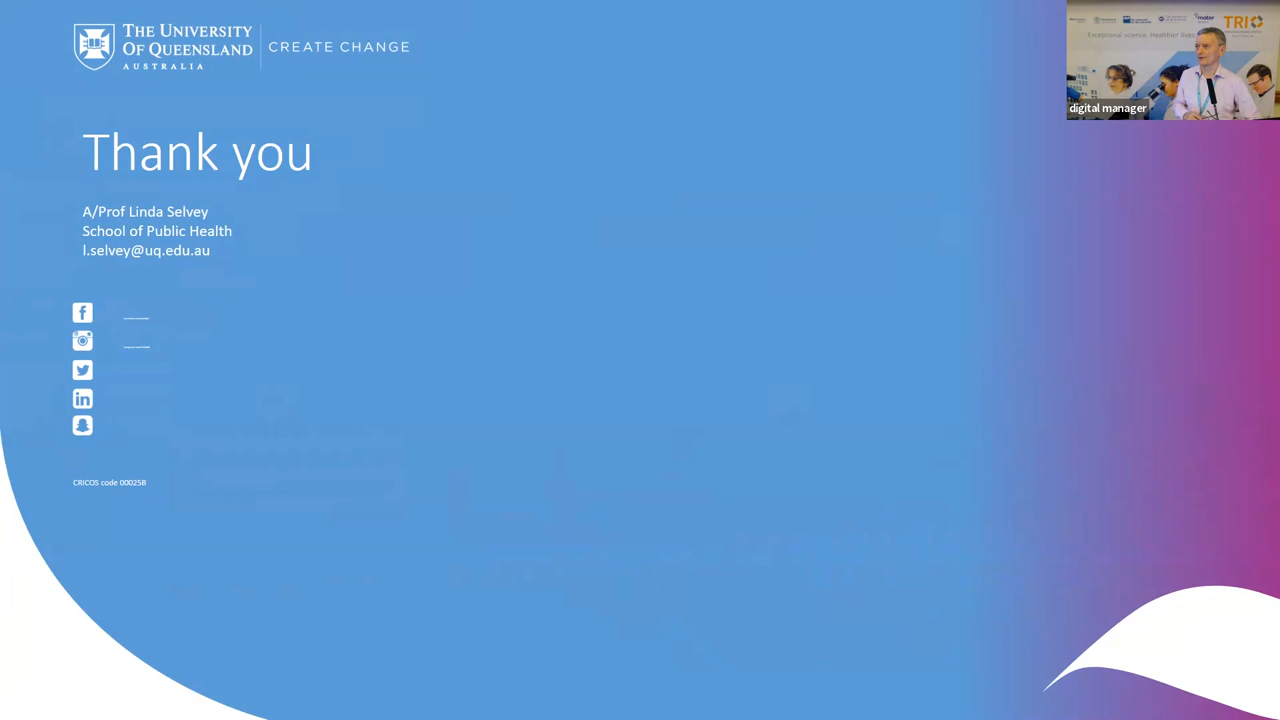 THE UNIVERSITY
OF QUEENSLAND
AUSTRALIA
CREATE CHANGE
Thank you
A/Prof Linda Selvey
School of Public Health
l.selvey@uq.edu.au
CRICOS code 00025B
mater
TRI
Exceptional science. Healthier lives.
digital manager